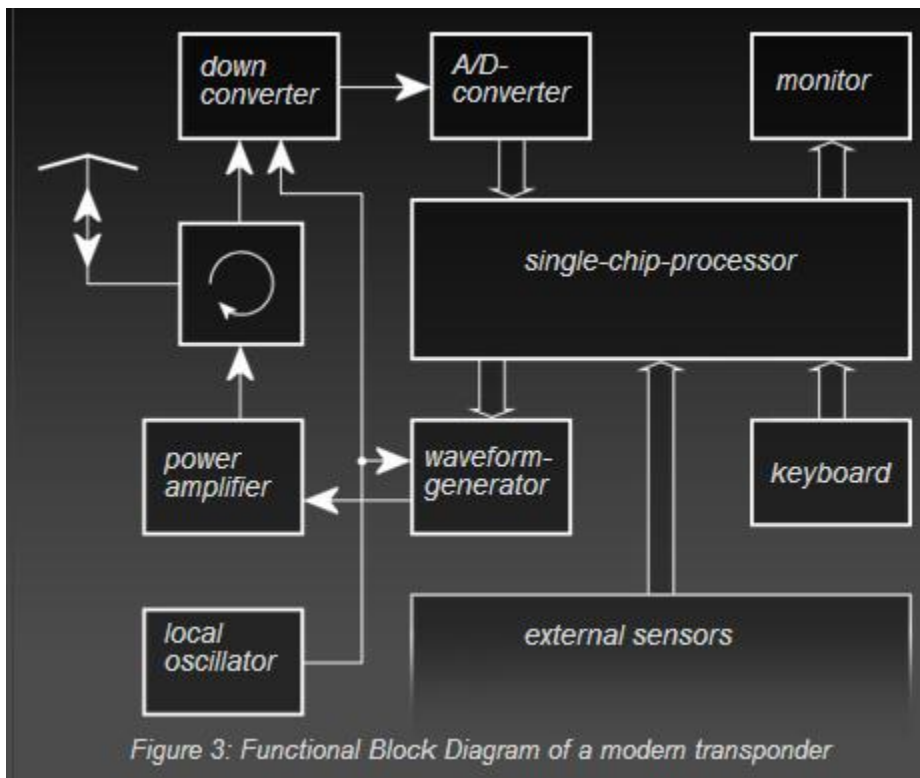 down
converter
A/D-
converter
monitor
single-chip-processor
power
amplifier
waveform-
generator
keyboard
local
oscillator
external sensors
Figure 3: Functional Block Diagram of a modern transponder